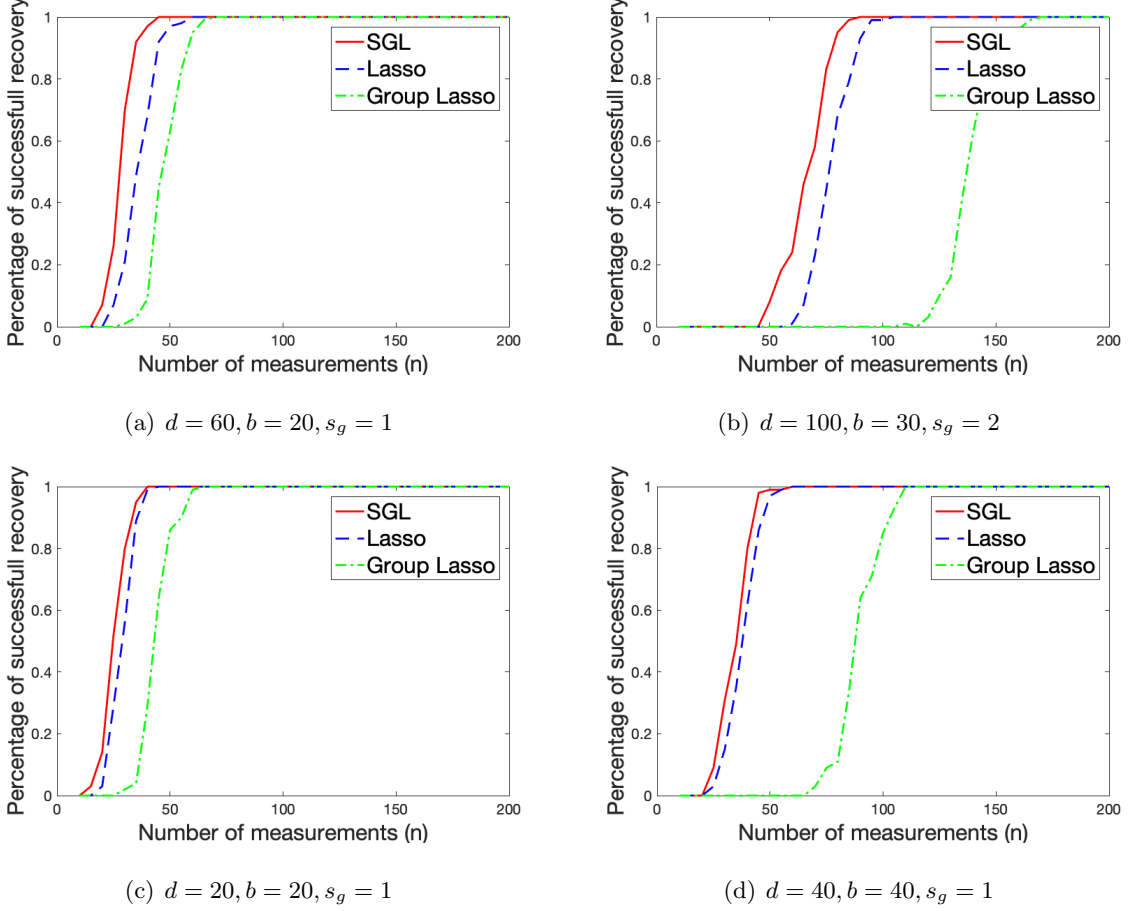 Percentage of successfull recovery
1
0.8
0.6
0.4
0.2
0
SGL
Lasso
Group Lasso
0 50 100 150 200
Number of measurements (n)
(a) d = 60, b = 20, s_g = 1
Percentage of successfull recovery
1
0.8
0.6
0.4
0.2
0
SGL
Lasso
Group Lasso
0 50 100 150 200
Number of measurements (n)
(b) d = 100, b = 30, s_g = 2
Percentage of successfull recovery
1
0.8
0.6
0.4
0.2
0
SGL
Lasso
Group Lasso
0 50 100 150 200
Number of measurements (n)
(c) d = 20, b = 20, s_g = 1
Percentage of successfull recovery
1
0.8
0.6
0.4
0.2
0
SGL
Lasso
Group Lasso
0 50 100 150 200
Number of measurements (n)
(d) d = 40, b = 40, s_g = 1